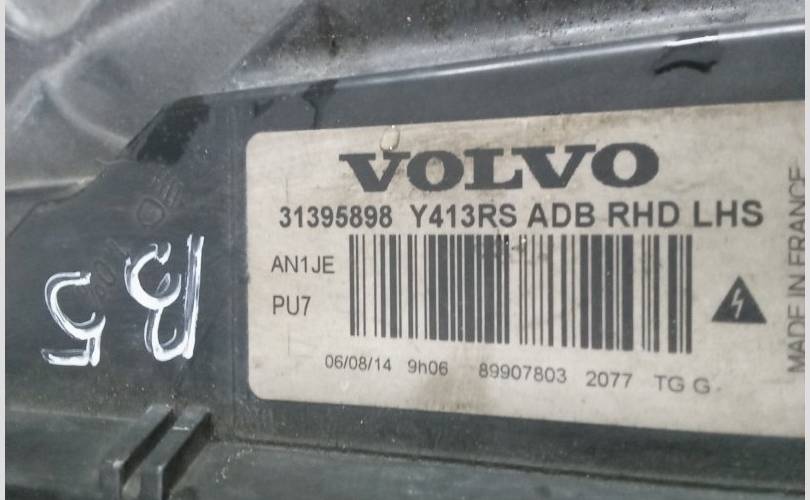 VOLVO
31395898 Y413RS ADB RHD LHS
AN1JE
PU7
06/08/14 9h06 89907803 2077 TG G
MADE IN FRANCE
B5